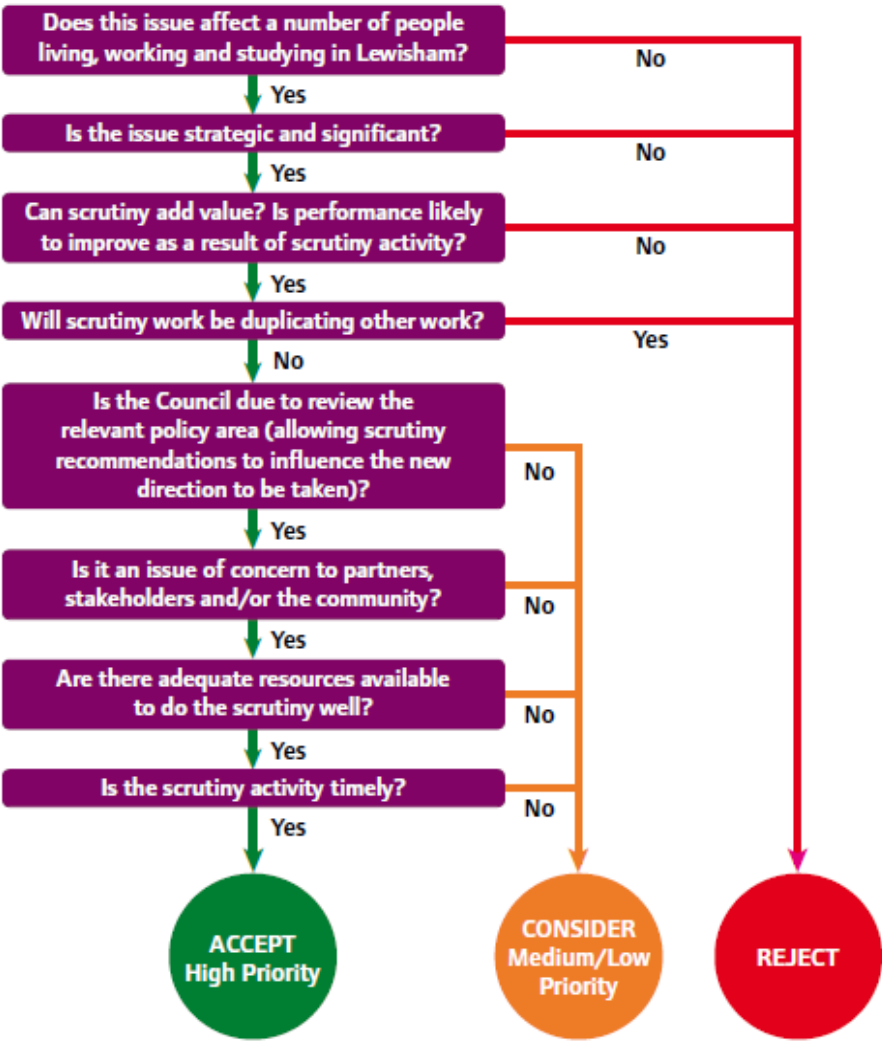 Does this issue affect a number of people
living, working and studying in Lewisham?
No
Yes
Is the issue strategic and significant?
No
Yes
Can scrutiny add value? Is performance likely
to improve as a result of scrutiny activity?
No
Yes
Will scrutiny work be duplicating other work?
Yes
No
Is the Council due to review the
relevant policy area (allowing scrutiny
recommendations to influence the new
direction to be taken)?
No
Yes
Is it an issue of concern to partners,
stakeholders and/or the community?
No
Yes
Are there adequate resources available
to do the scrutiny well?
No
Yes
Is the scrutiny activity timely?
No
Yes
ACCEPT
High Priority
CONSIDER
Medium/Low
Priority
REJECT